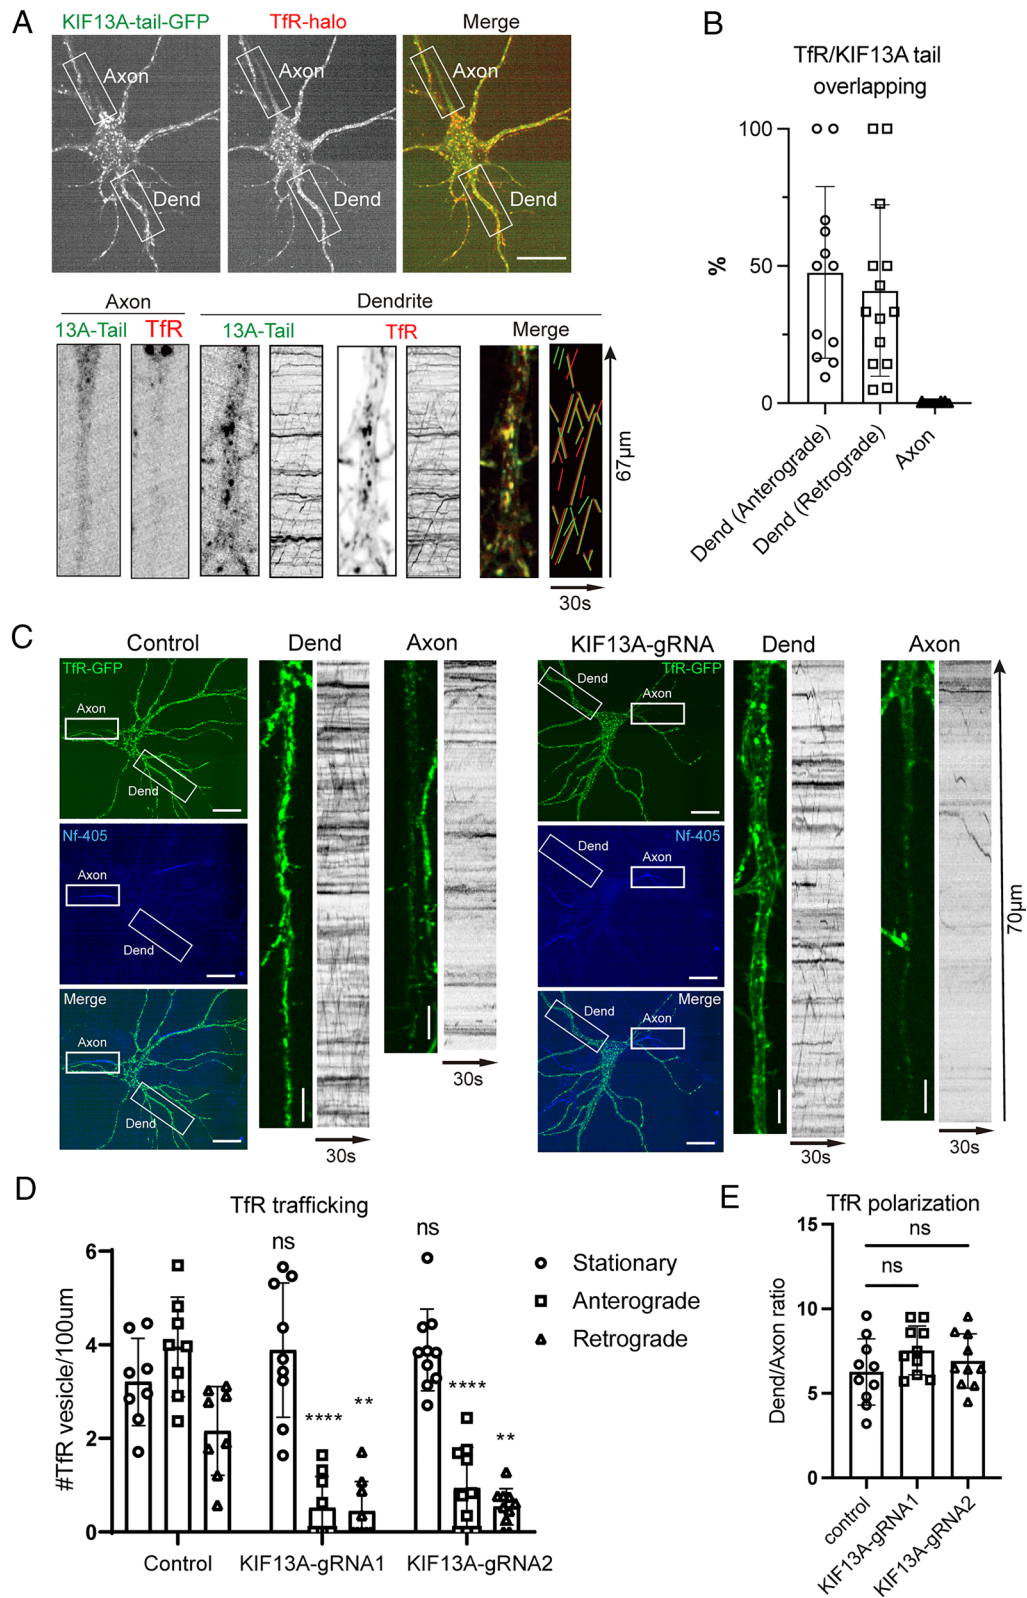 A
KIF13A-tail-GFP TfR-halo Merge
Axon Axon Axon
Dend Dend Dend
Axon Dendrite
13A-Tail TfR 13A-Tail TfR Merge
67μm
30s
B
TfR/KIF13A tail
overlapping
100
50
0
%
Dend (Anterograde)
Dend (Retrograde)
Axon
C
Control Dend Axon
TfR-GFP
Axon
Dend
Nf-405
Axon
Dend
Merge
Axon
Dend
30s
30s
KIF13A-gRNA Dend Axon
TfR-GFP
Dend
Axon
Nf-405
Dend
Axon
Merge
Dend
Axon
30s
30s
70μm
D
TfR trafficking
#TfR vesicle/100um
6
4
2
0
ns
****
**
ns
****
**
Control KIF13A-gRNA1 KIF13A-gRNA2
Stationary
Anterograde
Retrograde
E
TfR polarization
Dend/Axon ratio
15
10
5
0
ns
ns
control
KIF13A-gRNA1
KIF13A-gRNA2